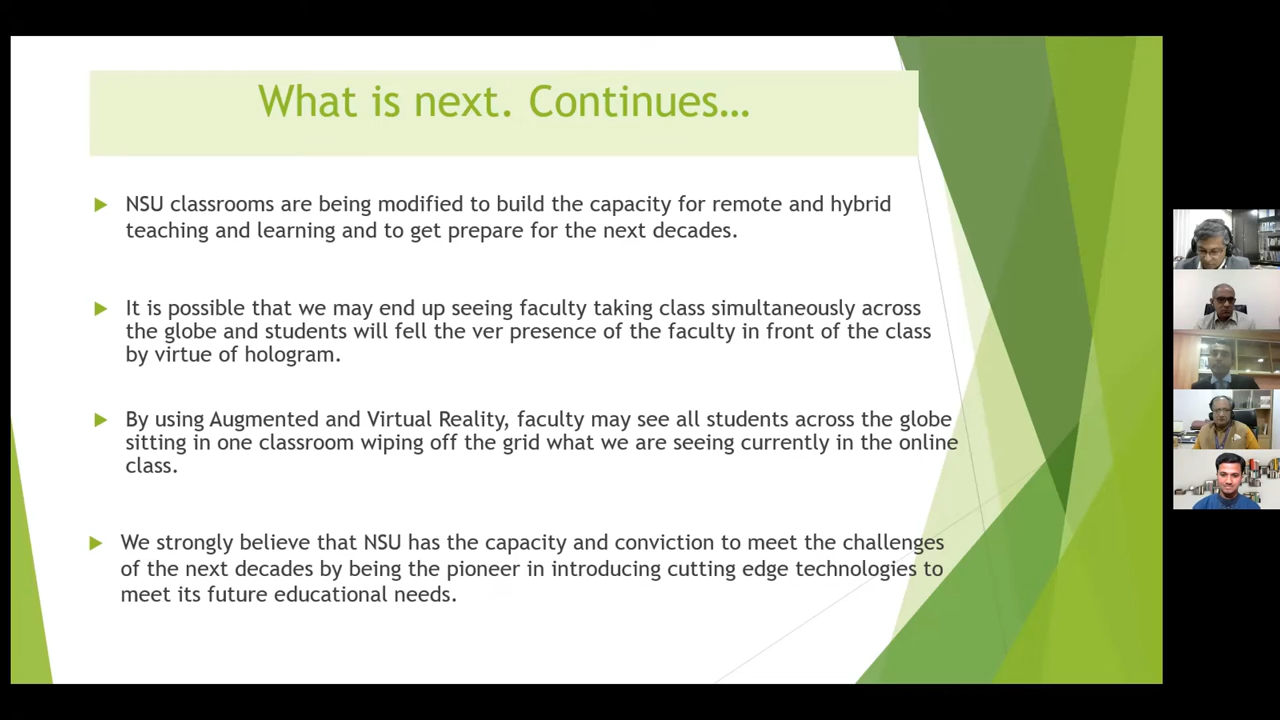 What is next. Continues…
NSU classrooms are being modified to build the capacity for remote and hybrid
teaching and learning and to get prepare for the next decades.
It is possible that we may end up seeing faculty taking class simultaneously across
the globe and students will fell the ver presence of the faculty in front of the class
by virtue of hologram.
By using Augmented and Virtual Reality, faculty may see all students across the globe
sitting in one classroom wiping off the grid what we are seeing currently in the online
class.
We strongly believe that NSU has the capacity and conviction to meet the challenges
of the next decades by being the pioneer in introducing cutting edge technologies to
meet its future educational needs.